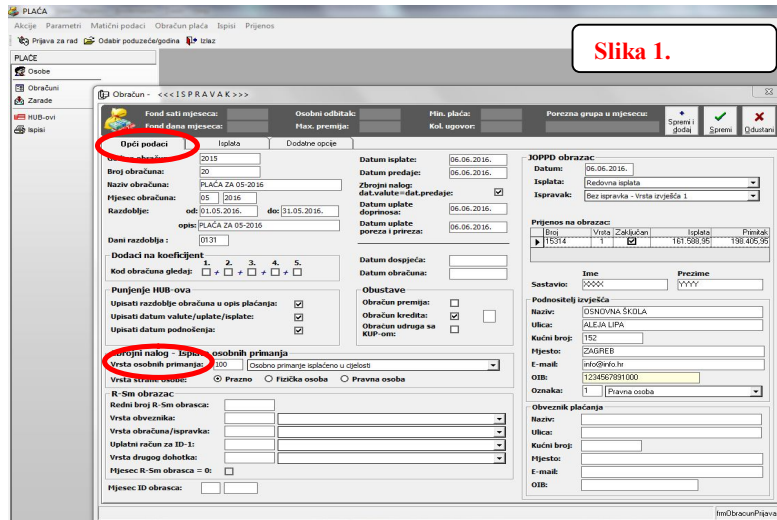 PLAĆA
Akcije Parametri Matični podaci Obračun plaća Ispisi Prijenos
Prijava za rad Odabir poduzeće/godina Izlaz
Slika 1.
PLAĆE
Osobe
Obračuni
Zarade
HUB-ovi
Ispisi
Obračun - <<<ISPRAVAK>>>
Fond sati mjeseca: Osobni odbitak: Min. plaća: Porezna grupa u mjesecu:
Fond dana mjeseca: Max. premija: Kol. ugovor:
Spremi i dodaj Spremi Odustani
Opći podaci Isplata Dodatne opcije
2015
Broj obračuna: 20
Naziv obračuna: PLAĆA ZA 05-2016
Mjesec obračuna: 05 2016
Razdoblje: od: 01.05.2016. do: 31.05.2016.
opis: PLAĆA ZA 05-2016
Dani razdoblja : 0131
Datum isplate: 06.06.2016.
Datum predaje: 06.06.2016.
Zbrojni nalog:
dat.valute=dat.predaje:
Datum uplate doprinosa: 06.06.2016.
Datum uplate poreza i prireza: 06.06.2016.
Dodaci na koeficijent
1. 2. 3. 4. 5.
Kod obračuna gledaj: + + + +
Datum dospjeća:
Datum obračuna:
Punjenje HUB-ova
Upisati razdoblje obračuna u opis plaćanja:
Upisati datum valute/uplate/isplate:
Upisati datum podnošenja:
Obustave
Obračun premija:
Obračun kredita:
Obračun udruga sa KUP-om:
Zbrojni nalog - Isplata osobnih primanja
Vrsta osobnih primanja: 100 Osobno primanje isplaćeno u cijelosti
Vrsta strane osobe: Prazno Fizička osoba Pravna osoba
R-Sm obrazac
Redni broj R-Sm obrasca:
Vrsta obveznika:
Vrsta obračuna/ispravka:
Uplatni račun za ID-1:
Vrsta drugog dohotka:
Mjesec R-Sm obrasca = 0:
Mjesec ID obrasca:
JOPPD obrazac
Datum: 06.06.2016.
Isplata: Redovna isplata
Ispravak: Bez ispravka - Vrsta izvješća 1
Prijenos na obrazac:
Broj Vrsta Zaključan Isplata Primitak
15314 1 161.588,95 198.405,95
Ime Prezime
Sastavio: XXXX YYYY
Podnositelj izvješća
Naziv: OSNOVNA ŠKOLA
Ulica: ALEJA LIPA
Kućni broj: 152
Mjesto: ZAGREB
E-mail: info@info.hr
OIB: 1234567891000
Oznaka: 1 Pravna osoba
Obveznik plaćanja
Naziv:
Ulica:
Kućni broj:
Mjesto:
E-mail:
OIB:
frmObracunPrijava